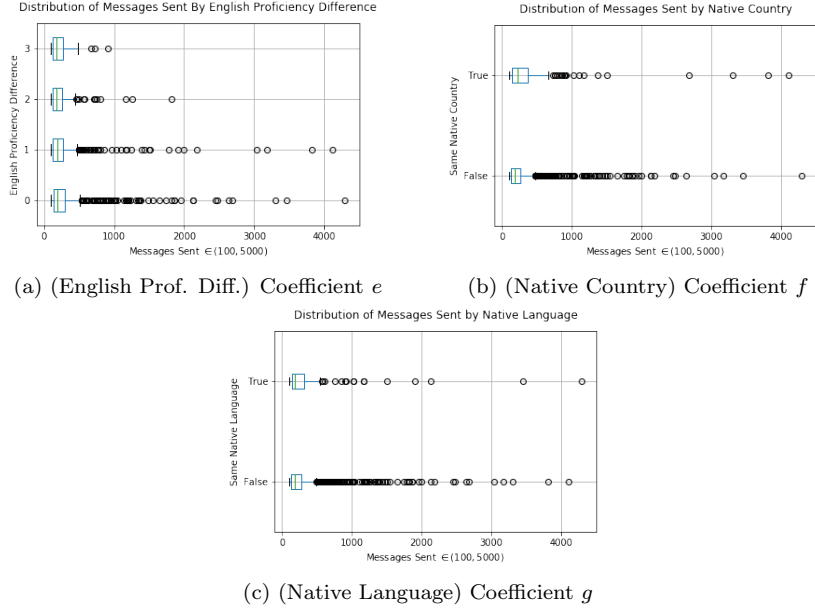 Distribution of Messages Sent By English Proficiency Difference
English Proficiency Difference
3
2
1
0
0 1000 2000 3000 4000
Messages Sent ∈(100, 5000)
(a) (English Prof. Diff.) Coefficient e
Distribution of Messages Sent by Native Country
Same Native Country
True
False
0 1000 2000 3000 4000
Messages Sent ∈(100, 5000)
(b) (Native Country) Coefficient f
Distribution of Messages Sent by Native Language
Same Native Language
True
False
0 1000 2000 3000 4000
Messages Sent ∈(100, 5000)
(c) (Native Language) Coefficient g